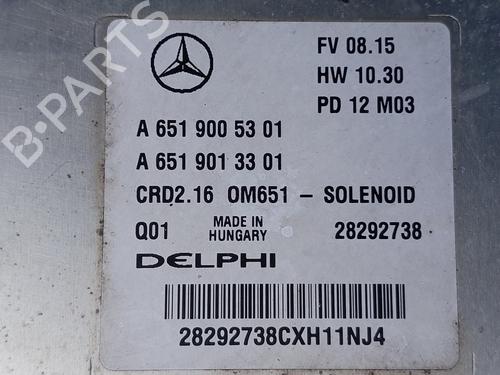 FV 08.15
HW 10.30
PD 12 M03
A 651 900 53 01
A 651 901 33 01
CRD2.16 OM651 - SOLENOID
Q01 MADE IN HUNGARY 28292738
DELPHI
28292738CXH11NJ4
B-PARTS